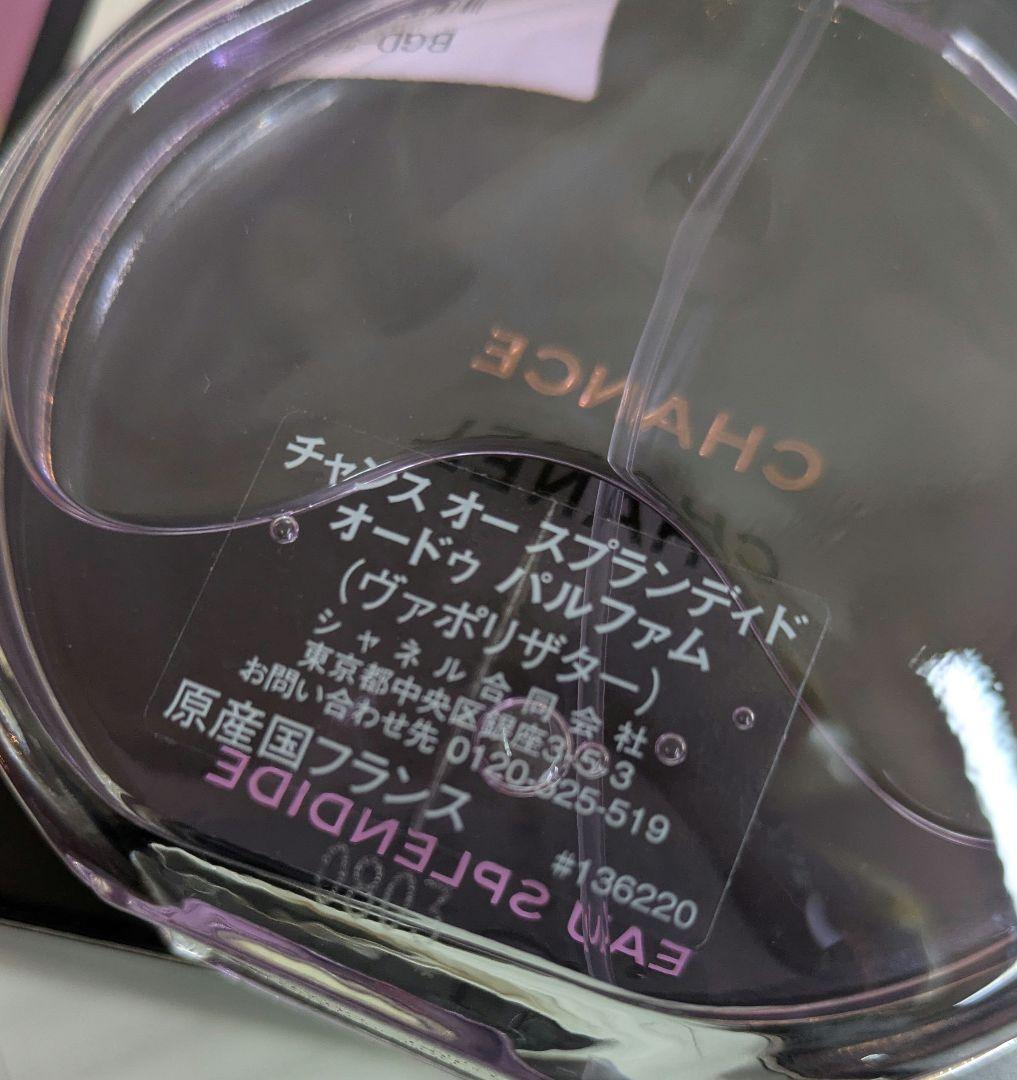 BGD
CHANCE
CHANEL
チャンス オー スプランディド
オードゥ パルファム
(ヴァポリザター)
シャネル合同会社
東京都中央区銀座3-5-3
お問い合わせ先 0120-525-519
原産国フランス
#136220
EAU SPLENDIDE
0803